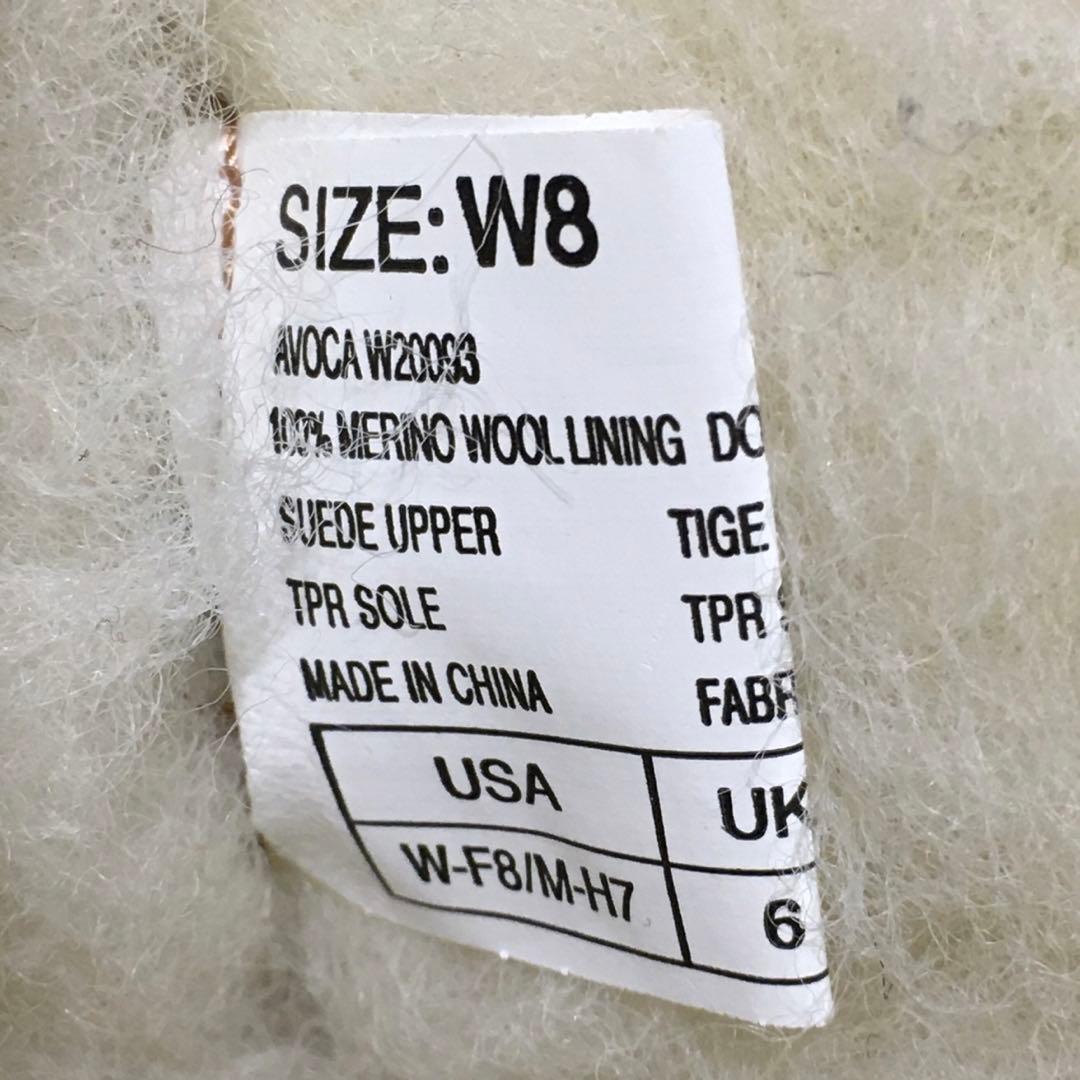 SIZE: W8
AVOCA W20093
100% MERINO WOOL LINING DO
SUEDE UPPER TIGE
TPR SOLE TPR
MADE IN CHINA FABR
USA UK
W-F8/M-H7 6